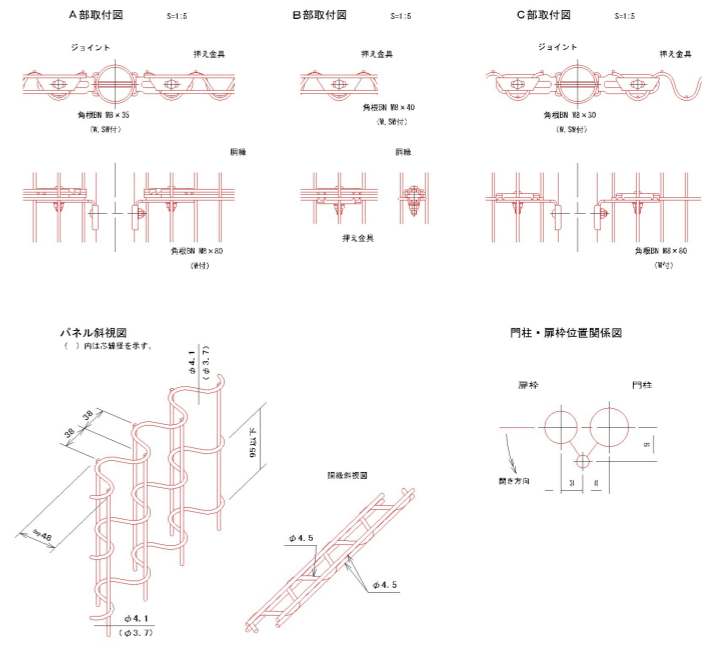 A部取付図 S=1:5
B部取付図 S=1:5
C部取付図 S=1:5
ジョイント
押え金具
角根BN M8×35
(W,SW付)
胴縁
角根BN M8×80
(W付)
角根BN M8×40
(W,SW付)
胴縁
押え金具
ジョイント
押え金具
角根BN M8×30
(W,SW付)
角根BN M8×80
(W付)
パネル斜視図
( )内は芯線径を示す。
φ4.1
(φ3.7)
38
38
95以下
φ4.1
(φ3.7)
胴縁斜視図
φ4.5
φ4.5
門柱・扉枠位置関係図
扉枠
門柱
開き方向